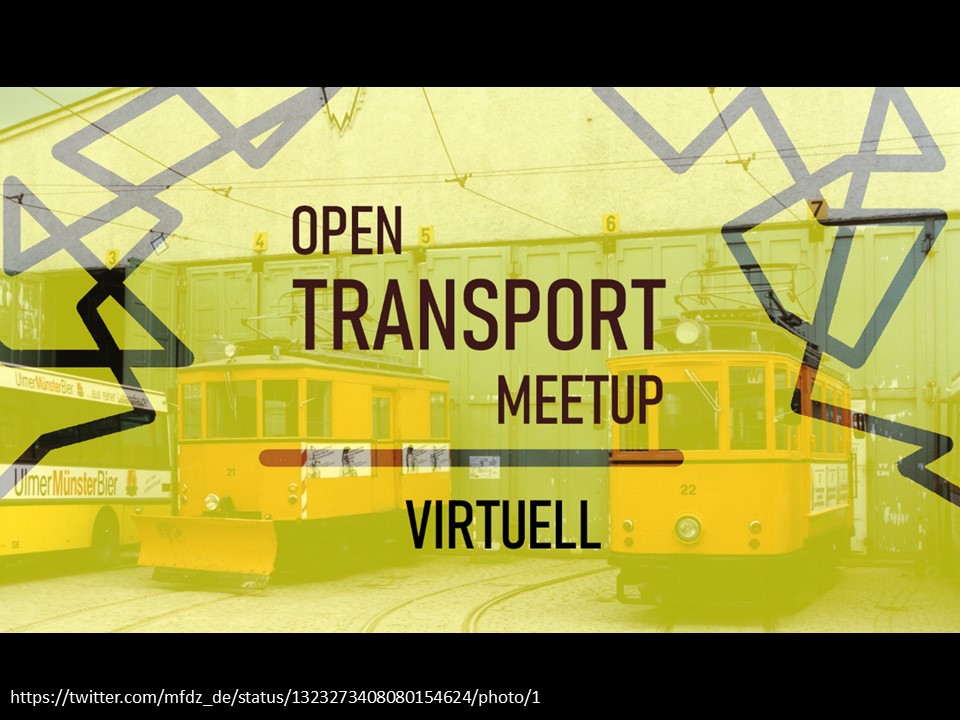 OPEN
TRANSPORT
MEETUP
VIRTUELL
3
4
5
6
7
UlmerMünsterBier
UlmerMünsterBier
21
22
https://twitter.com/mfdz_de/status/1323273408080154624/photo/1